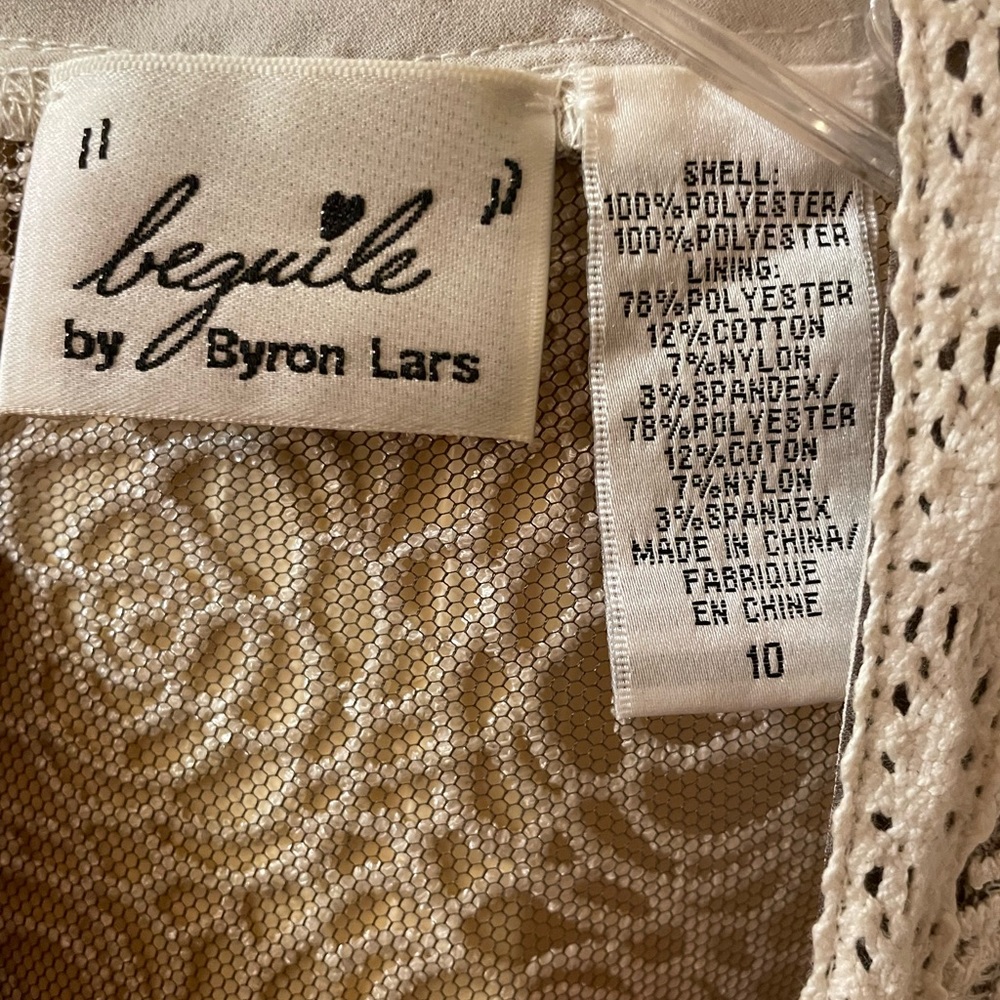 "beguile"
by Byron Lars
SHELL:
100%POLYESTER/
100%POLYESTER
LINING:
78%POLYESTER
12%COTTON
7%NYLON
3%SPANDEX/
78%POLYESTER
12%COTON
7%NYLON
3%SPANDEX
MADE IN CHINA/
FABRIQUE
EN CHINE
10